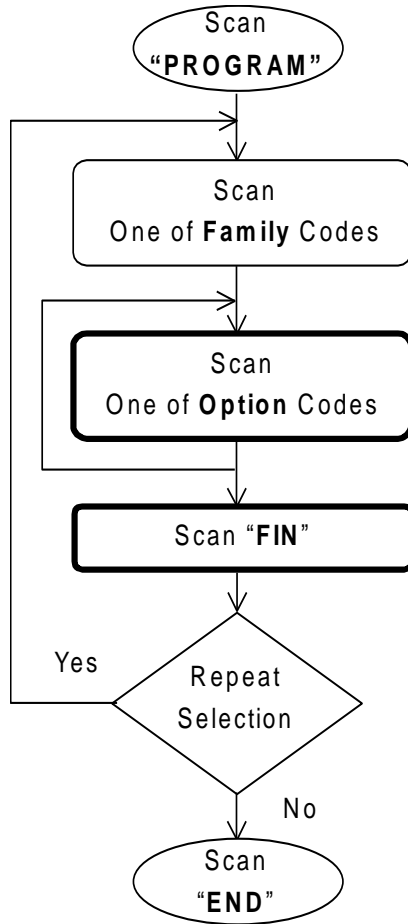 Scan
“PROGRAM”
Scan
One of Family Codes
Scan
One of Option Codes
Scan “FIN”
Yes
Repeat
Selection
No
Scan
“END”